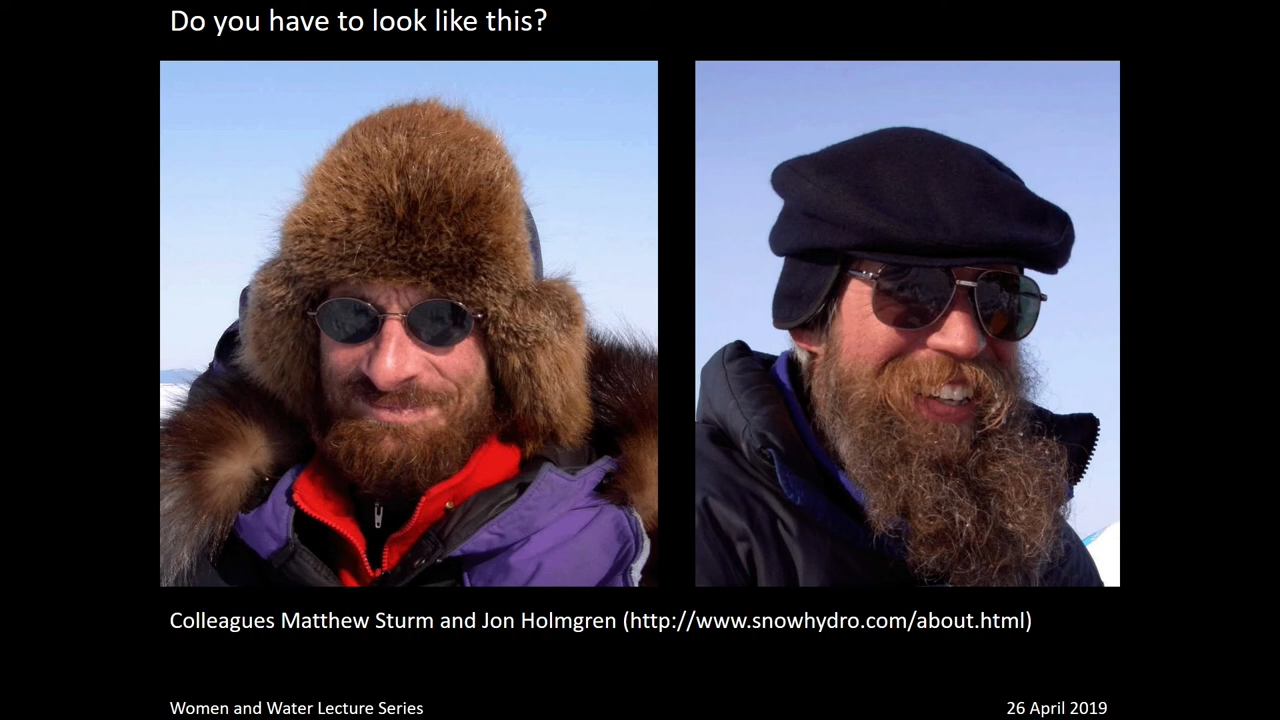 Do you have to look like this?
Colleagues Matthew Sturm and Jon Holmgren (http://www.snowhydro.com/about.html)
Women and Water Lecture Series
26 April 2019